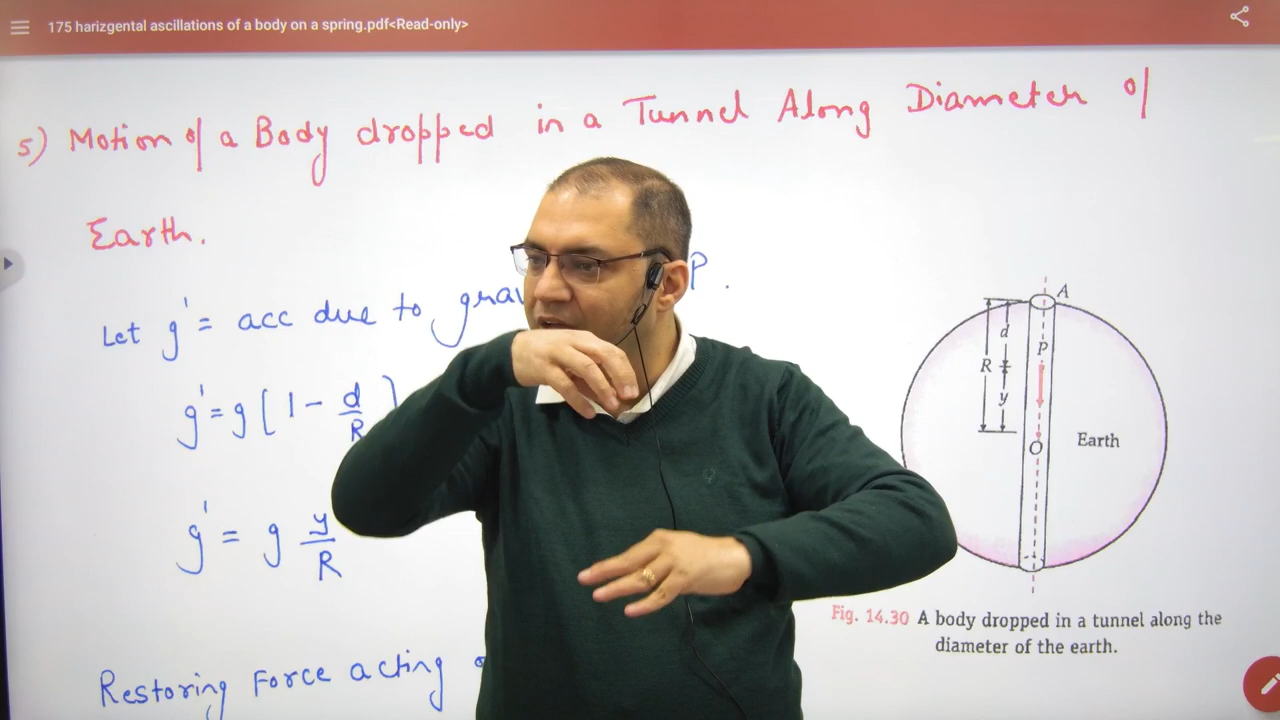 175 harizgental ascillations of a body on a spring.pdf<Read-only>
5) Motion of a Body dropped in a Tunnel Along Diameter of
Earth.
Let g' = acc due to P.
g' = g [ 1 - d/R
g' = g y/R
Restoring Force acting
A
d
P
R
y
O
Earth
Fig. 14.30 A body dropped in a tunnel along the
diameter of the earth.